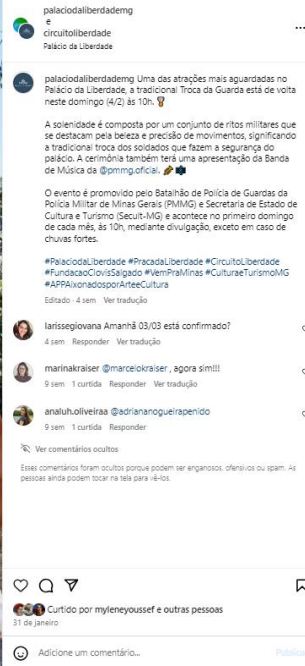 palaciodaliberdademg
e
circuitoliberdade
Palácio da Liberdade
palaciodaliberdademg Uma das atrações mais aguardadas no
Palácio da Liberdade, a tradicional Troca da Guarda está de volta
neste domingo (4/2) às 10h. 🎖
A solenidade é composta por um conjunto de ritos militares que
se destacam pela beleza e precisão de movimentos, significando
a tradicional troca dos soldados que fazem a segurança do
palácio. A cerimônia também terá uma apresentação da Banda
de Música da @pmmg.oficial.
O evento é promovido pelo Batalhão de Polícia de Guardas da
Polícia Militar de Minas Gerais (PMMG) e Secretaria de Estado de
Cultura e Turismo (Secult-MG) e acontece no primeiro domingo
de cada mês, às 10h, mediante divulgação, exceto em caso de
chuvas fortes.
#PalaciodaLiberdade #PracadaLiberdade #CircuitoLiberdade
#FundacaoClovisSalgado #VemPraMinas #CulturaeTurismoMG
#APPAixonadosporArteeCultura
Editado · 4 sem Ver tradução
larissegiovana Amanhã 03/03 está confirmado?
4 sem Responder Ver tradução
marinakraiser @marcelokraiser , agora sim!!!
9 sem 1 curtida Responder Ver tradução
analuh.oliveiraa @adriananogueirapenido
9 sem 1 curtida Responder
Ver comentários ocultos
Esses comentários foram ocultos porque podem ser enganosos, ofensivos ou spam. As
pessoas ainda podem tocar na tela para vê-los.
Curtido por myleneyoussef e outras pessoas
31 de janeiro
Adicione um comentário...
Publica